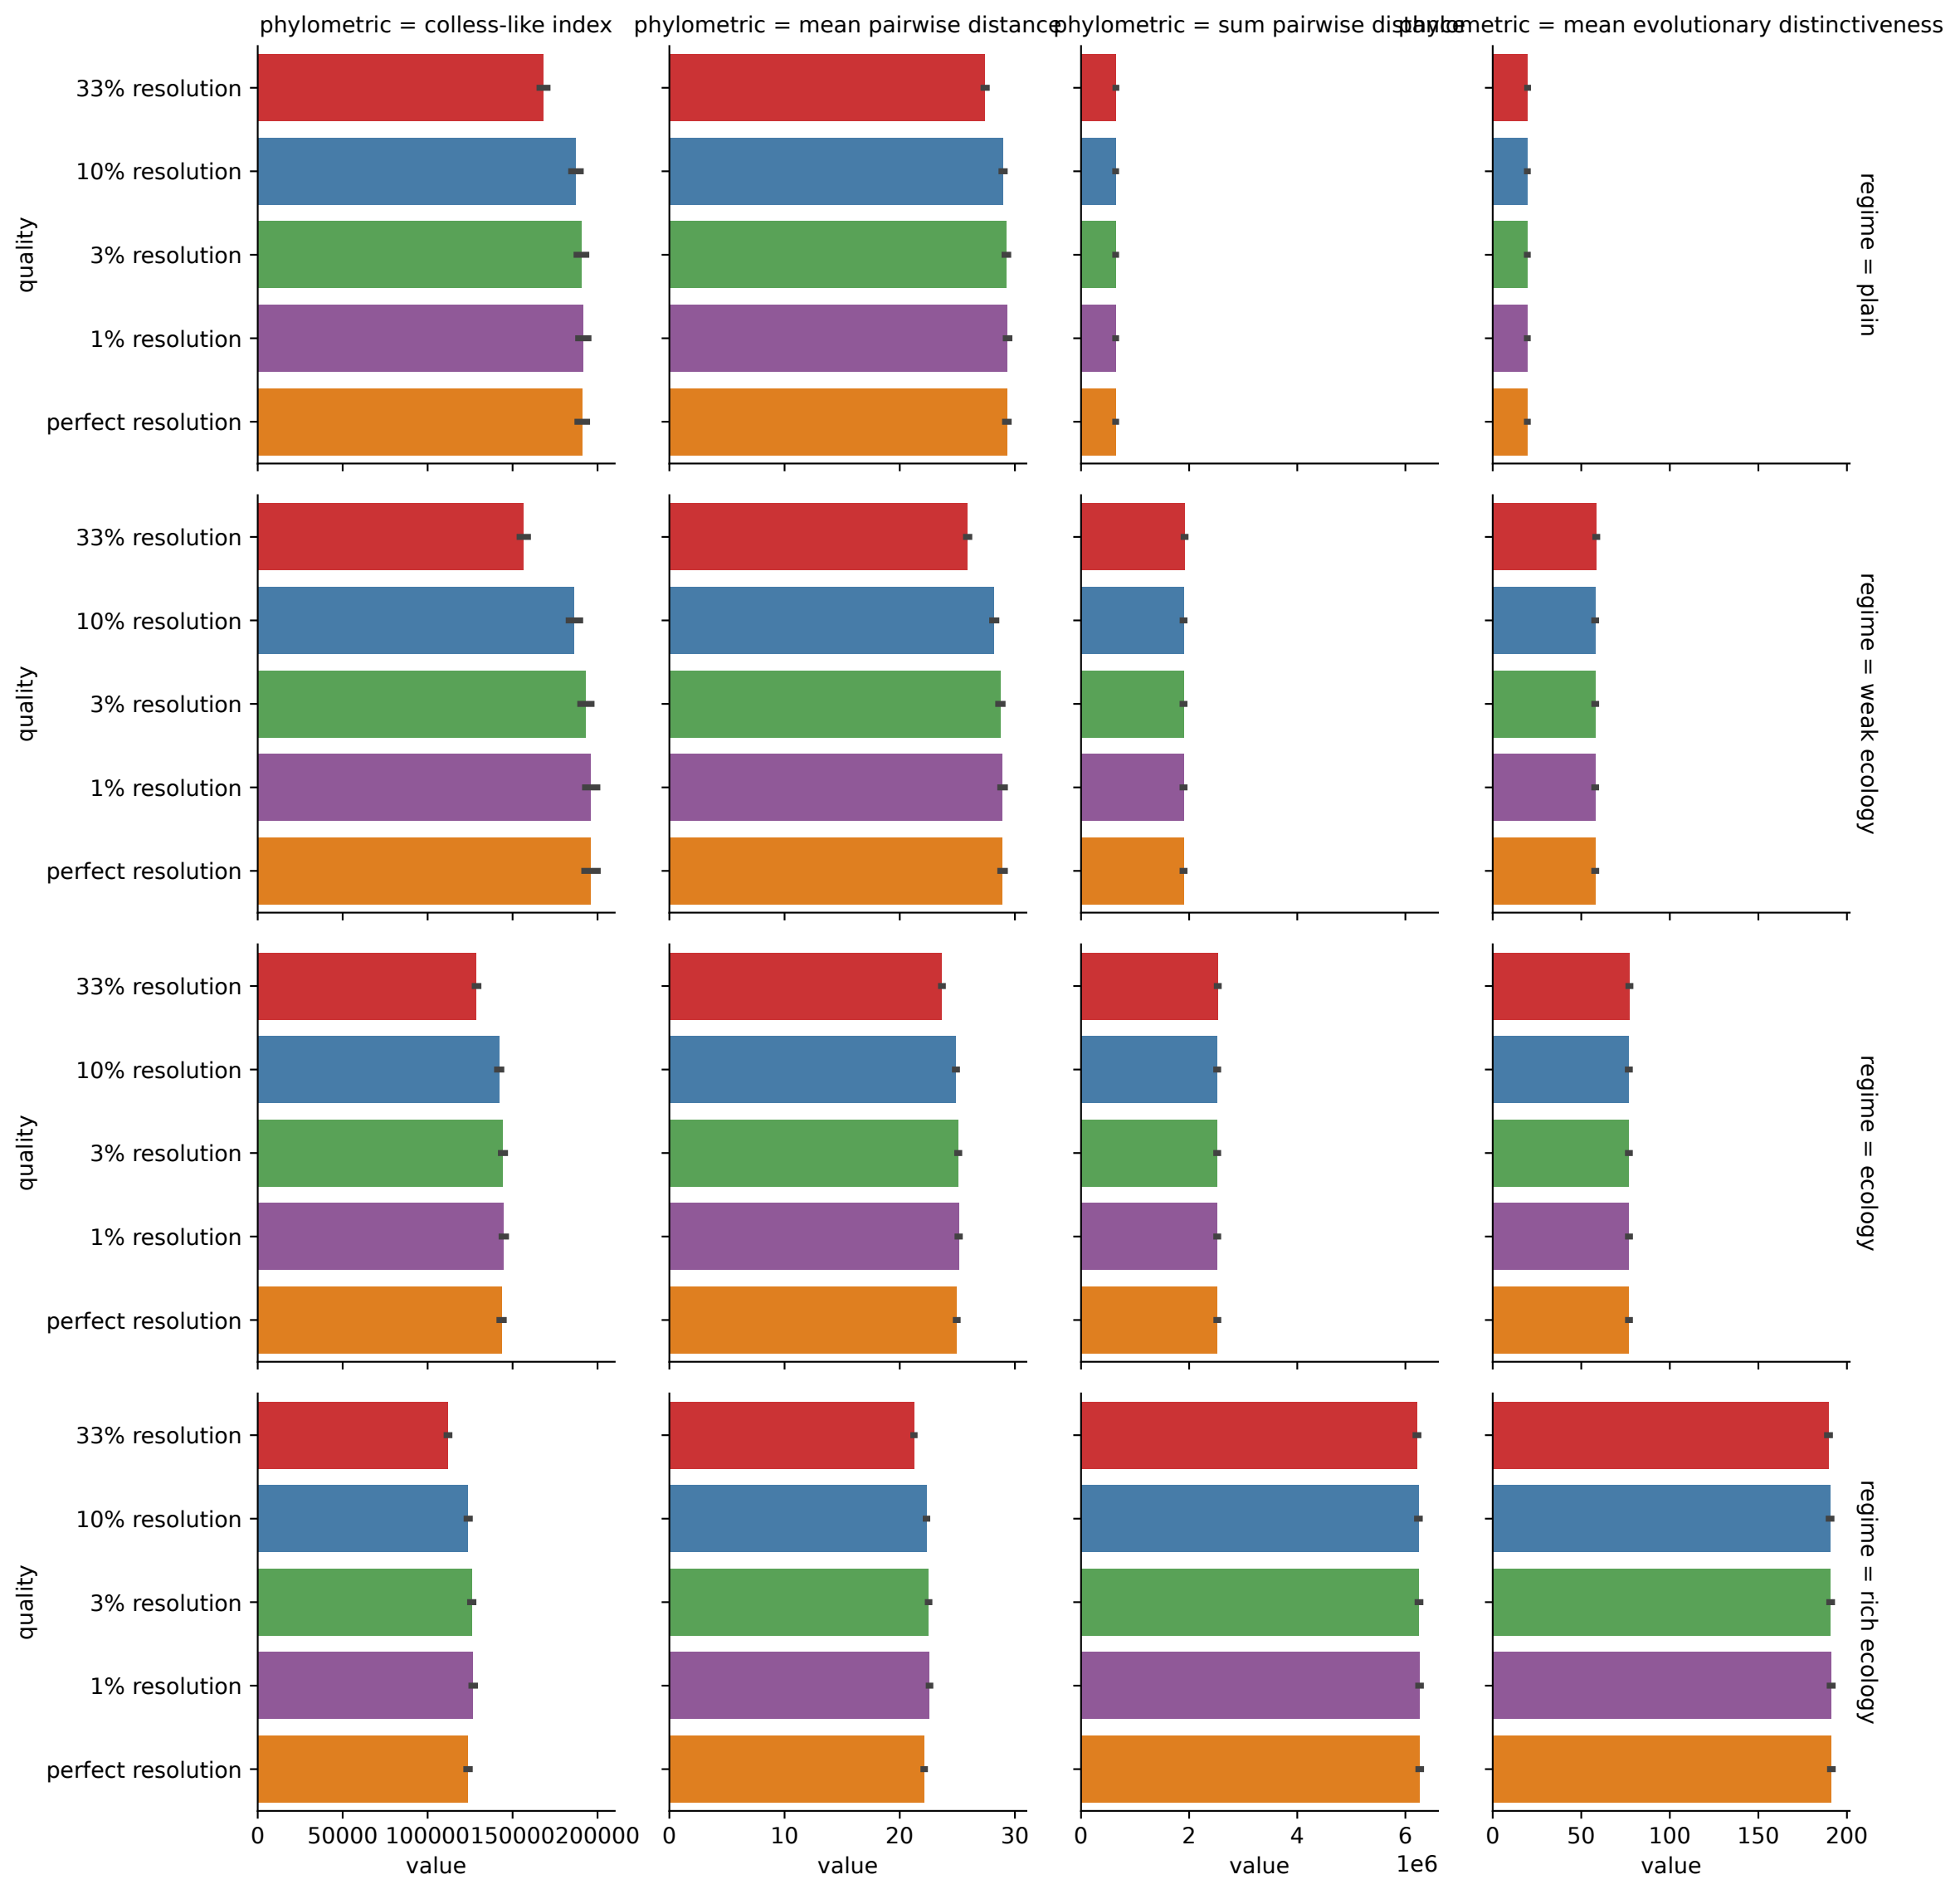 phylometric = colless-like index
phylometric = mean pairwise distance
phylometric = sum pairwise distance
phylometric = mean evolutionary distinctiveness
quality
33% resolution
10% resolution
3% resolution
1% resolution
perfect resolution
regime = plain
quality
33% resolution
10% resolution
3% resolution
1% resolution
perfect resolution
regime = weak ecology
quality
33% resolution
10% resolution
3% resolution
1% resolution
perfect resolution
regime = ecology
quality
33% resolution
10% resolution
3% resolution
1% resolution
perfect resolution
regime = rich ecology
0 50000 100000 150000 200000
value
0 10 20 30
value
0 2 4 6
1e6
value
0 50 100 150 200
value